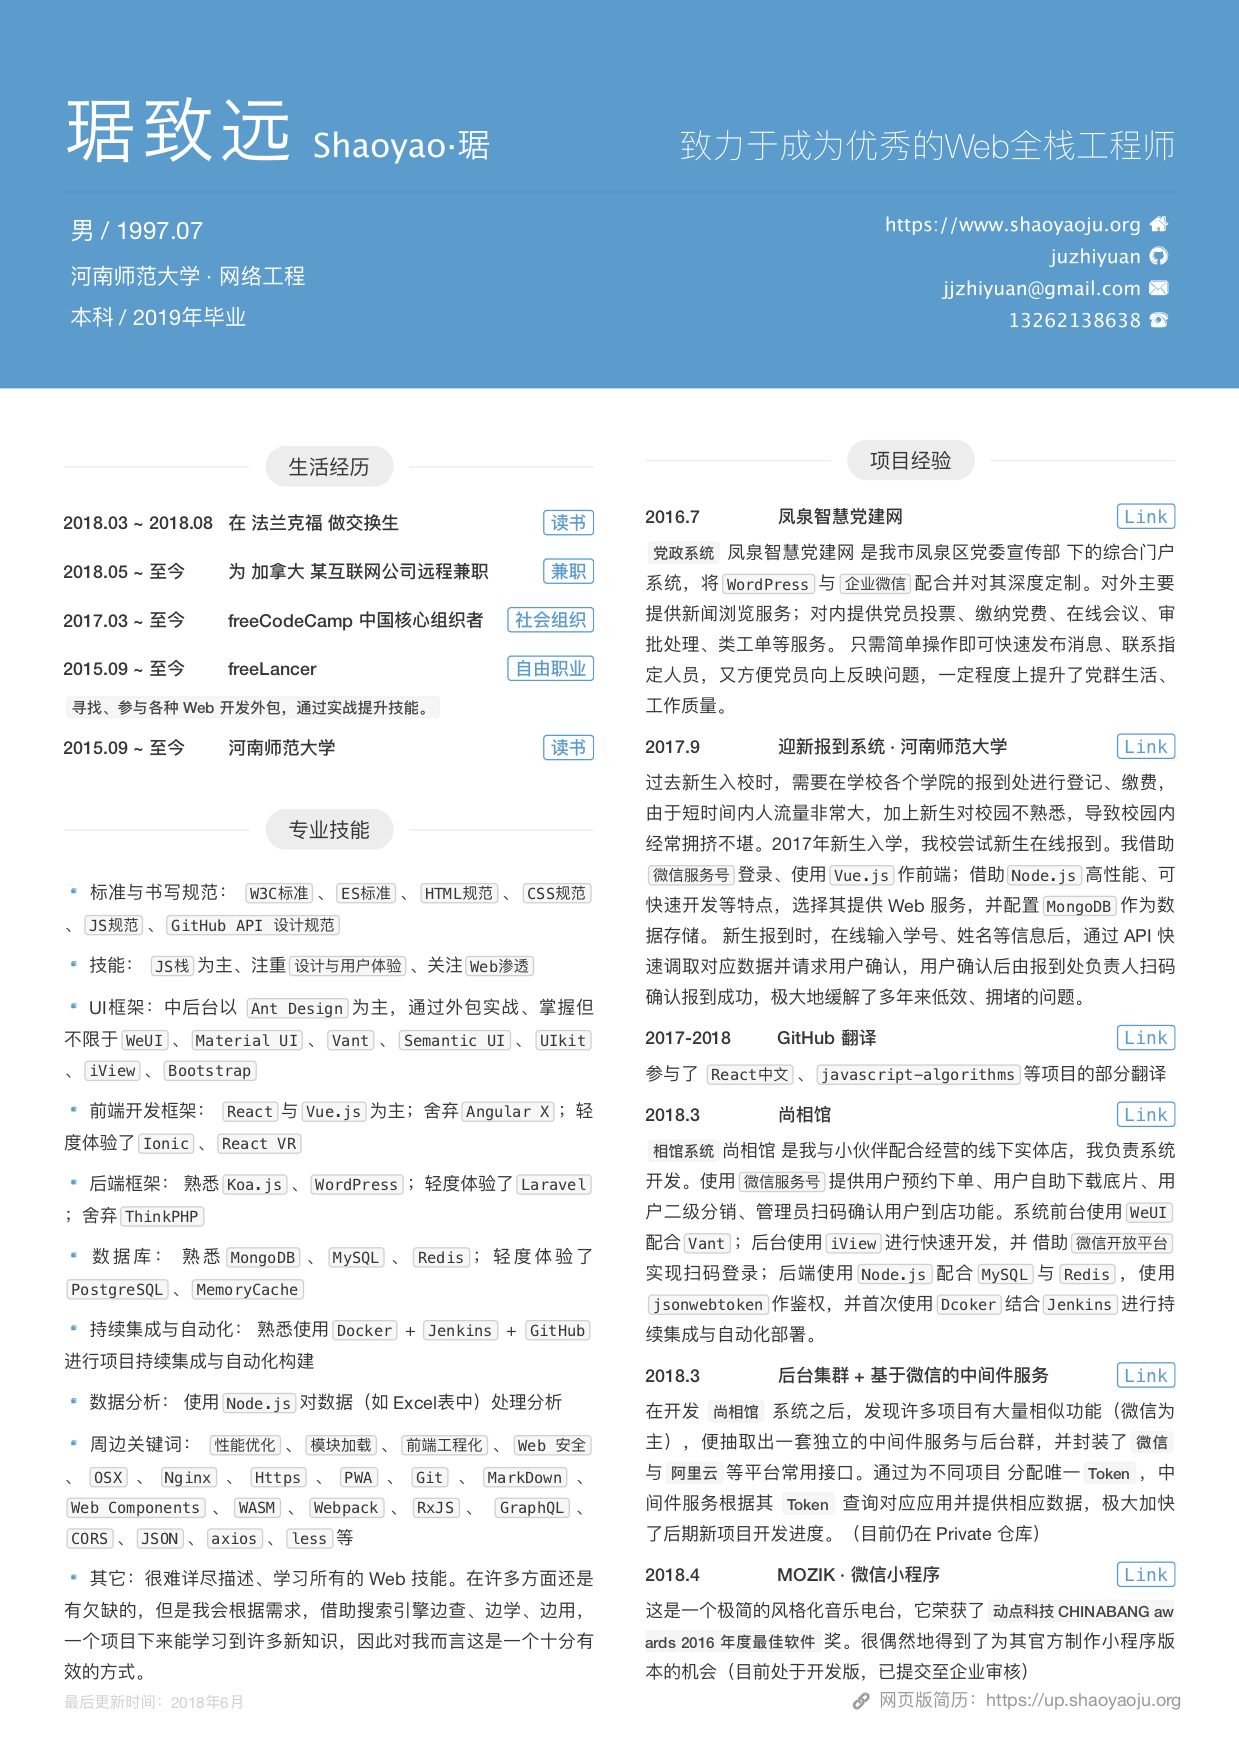 琚致远 Shaoyao·琚
致力于成为优秀的Web全栈工程师
男 / 1997.07
河南师范大学 · 网络工程
本科 / 2019年毕业
https://www.shaoyaoju.org
juzhiyuan
jjzhiyuan@gmail.com
13262138638
生活经历
2018.03 ~ 2018.08 在 法兰克福 做交换生 读书
2018.05 ~ 至今 为 加拿大 某互联网公司远程兼职 兼职
2017.03 ~ 至今 freeCodeCamp 中国核心组织者 社会组织
2015.09 ~ 至今 freeLancer 自由职业
寻找、参与各种 Web 开发外包，通过实战提升技能。
2015.09 ~ 至今 河南师范大学 读书
专业技能
标准与书写规范： W3C标准 、 ES标准 、 HTML规范 、 CSS规范
、 JS规范 、 GitHub API 设计规范
技能： JS栈 为主、注重 设计与用户体验 、关注 Web渗透
UI框架：中后台以 Ant Design 为主，通过外包实战、掌握但
不限于 WeUI 、 Material UI 、 Vant 、 Semantic UI 、 UIkit
、 iView 、 Bootstrap
前端开发框架： React 与 Vue.js 为主；舍弃 Angular X ；轻
度体验了 Ionic 、 React VR
后端框架： 熟悉 Koa.js 、 WordPress ；轻度体验了 Laravel
；舍弃 ThinkPHP
数据库： 熟悉 MongoDB 、 MySQL 、 Redis ；轻度体验了
PostgreSQL 、 MemoryCache
持续集成与自动化： 熟悉使用 Docker + Jenkins + GitHub
进行项目持续集成与自动化构建
数据分析： 使用 Node.js 对数据（如 Excel表中）处理分析
周边关键词： 性能优化 、 模块加载 、 前端工程化 、 Web 安全
、 OSX 、 Nginx 、 Https 、 PWA 、 Git 、 MarkDown 、
Web Components 、 WASM 、 Webpack 、 RxJS 、 GraphQL 、
CORS 、 JSON 、 axios 、 less 等
其它：很难详尽描述、学习所有的 Web 技能。在许多方面还是
有欠缺的，但是我会根据需求，借助搜索引擎边查、边学、边用，
一个项目下来能学习到许多新知识，因此对我而言这是一个十分有
效的方式。
最后更新时间：2018年6月
项目经验
2016.7 凤泉智慧党建网 Link
党政系统 凤泉智慧党建网 是我市凤泉区党委宣传部 下的综合门户
系统，将 WordPress 与 企业微信 配合并对其深度定制。对外主要
提供新闻浏览服务；对内提供党员投票、缴纳党费、在线会议、审
批处理、类工单等服务。 只需简单操作即可快速发布消息、联系指
定人员，又方便党员向上反映问题，一定程度上提升了党群生活、
工作质量。
2017.9 迎新报到系统 · 河南师范大学 Link
过去新生入校时，需要在学校各个学院的报到处进行登记、缴费，
由于短时间内人流量非常大，加上新生对校园不熟悉，导致校园内
经常拥挤不堪。2017年新生入学，我校尝试新生在线报到。我借助
微信服务号 登录、使用 Vue.js 作前端；借助 Node.js 高性能、可
快速开发等特点，选择其提供 Web 服务，并配置 MongoDB 作为数
据存储。 新生报到时，在线输入学号、姓名等信息后，通过 API 快
速调取对应数据并请求用户确认，用户确认后由报到处负责人扫码
确认报到成功，极大地缓解了多年来低效、拥堵的问题。
2017-2018 GitHub 翻译 Link
参与了 React中文 、 javascript-algorithms 等项目的部分翻译
2018.3 尚相馆 Link
相馆系统 尚相馆 是我与小伙伴配合经营的线下实体店，我负责系统
开发。使用 微信服务号 提供用户预约下单、用户自助下载底片、用
户二级分销、管理员扫码确认用户到店功能。系统前台使用 WeUI
配合 Vant ；后台使用 iView 进行快速开发，并 借助 微信开放平台
实现扫码登录；后端使用 Node.js 配合 MySQL 与 Redis ，使用
jsonwebtoken 作鉴权，并首次使用 Dcoker 结合 Jenkins 进行持
续集成与自动化部署。
2018.3 后台集群 + 基于微信的中间件服务 Link
在开发 尚相馆 系统之后，发现许多项目有大量相似功能（微信为
主），便抽取出一套独立的中间件服务与后台群，并封装了 微信
与 阿里云 等平台常用接口。通过为不同项目 分配唯一 Token ，中
间件服务根据其 Token 查询对应应用并提供相应数据，极大加快
了后期新项目开发进度。（目前仍在 Private 仓库）
2018.4 MOZIK · 微信小程序 Link
这是一个极简的风格化音乐电台，它荣获了 动点科技 CHINABANG aw
ards 2016 年度最佳软件 奖。很偶然地得到了为其官方制作小程序版
本的机会（目前处于开发版，已提交至企业审核）
网页版简历：https://up.shaoyaoju.org